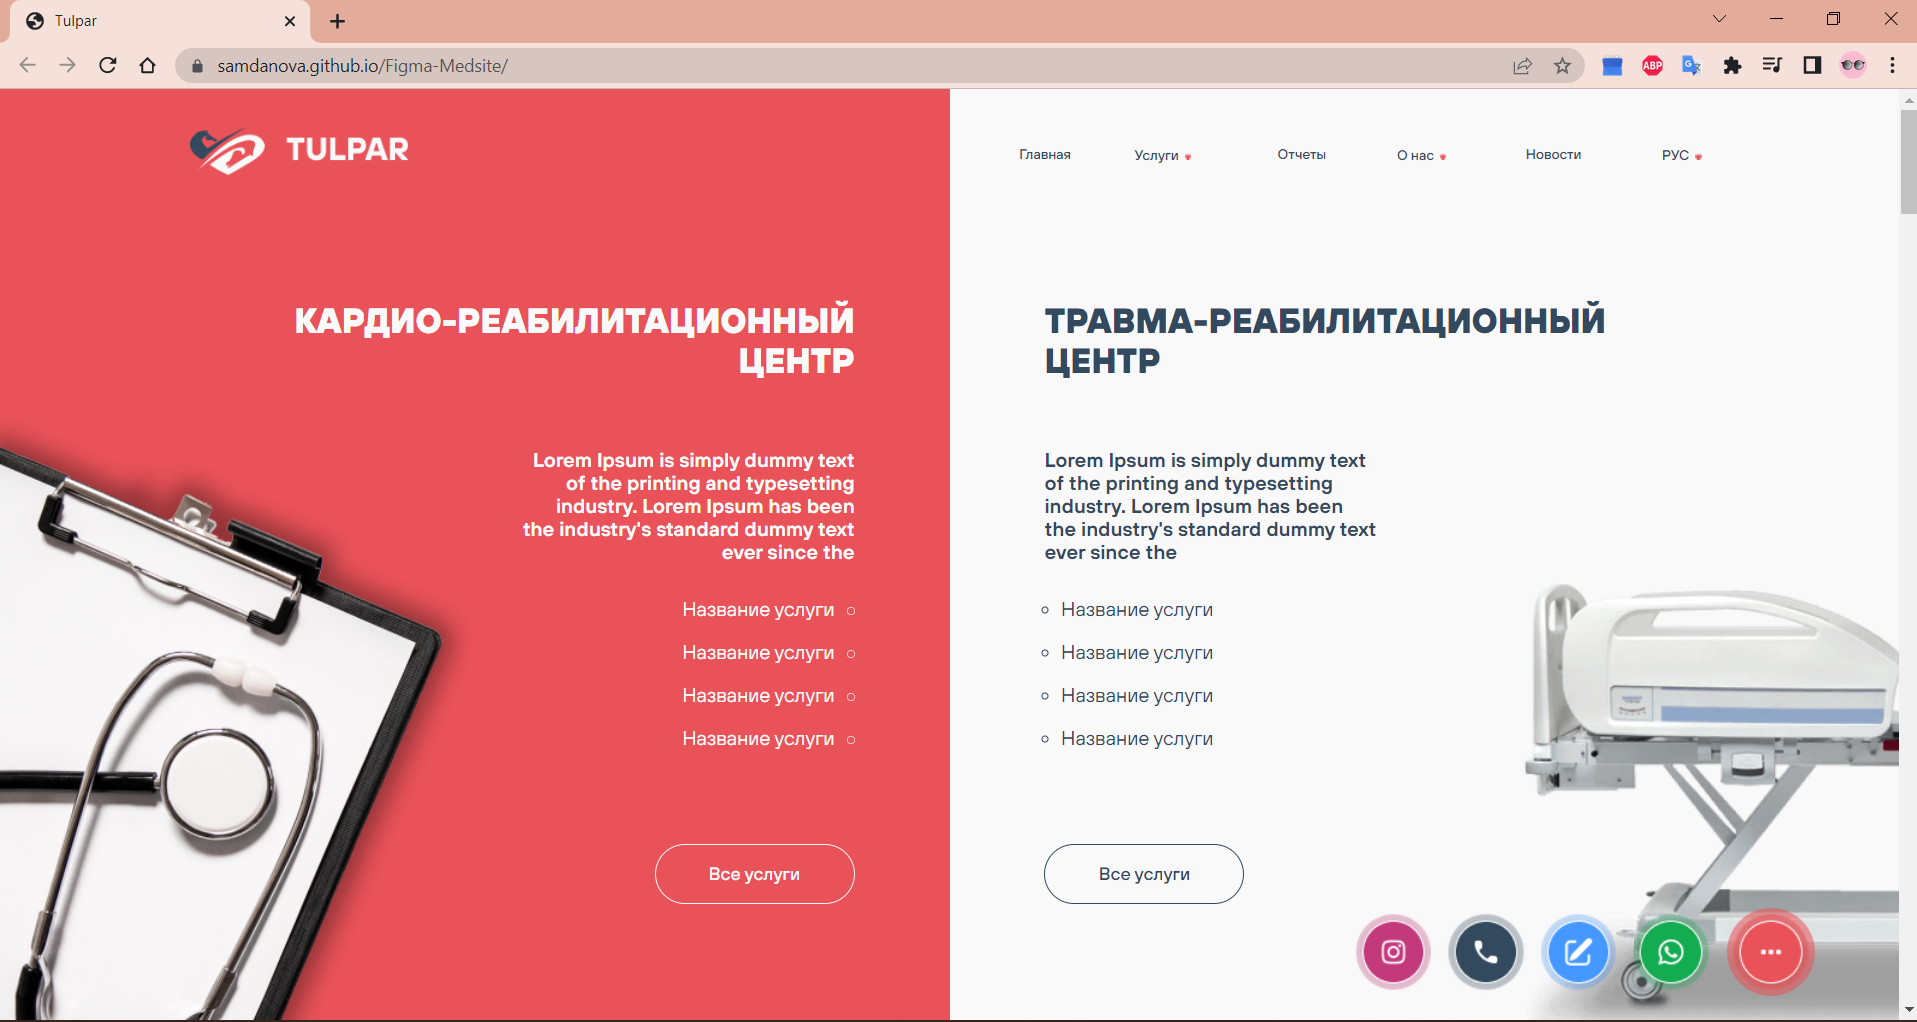 Tulpar
samdanova.github.io/Figma-Medsite/
ABP
TULPAR
Главная
Услуги
Отчеты
О нас
Новости
РУС
КАРДИО-РЕАБИЛИТАЦИОННЫЙ
ЦЕНТР
Lorem Ipsum is simply dummy text
of the printing and typesetting
industry. Lorem Ipsum has been
the industry's standard dummy text
ever since the
Название услуги
Название услуги
Название услуги
Название услуги
Все услуги
ТРАВМА-РЕАБИЛИТАЦИОННЫЙ
ЦЕНТР
Lorem Ipsum is simply dummy text
of the printing and typesetting
industry. Lorem Ipsum has been
the industry's standard dummy text
ever since the
Название услуги
Название услуги
Название услуги
Название услуги
Все услуги